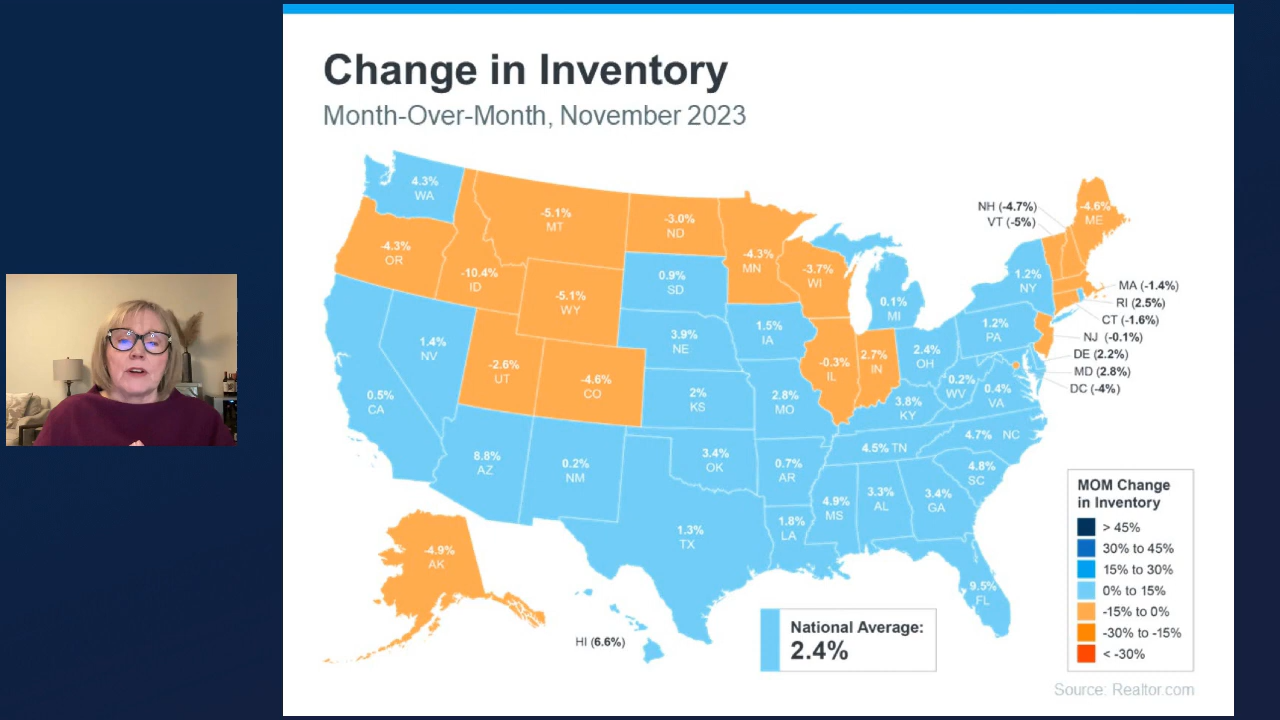 Change in Inventory
Month-Over-Month, November 2023
4.3%
WA
-5.1%
MT
-3.0%
ND
-4.3%
MN
-4.3%
OR
-10.4%
ID
-5.1%
WY
0.9%
SD
-3.7%
WI
0.1%
MI
NH (-4.7%)
VT (-5%)
-4.6%
ME
1.2%
NY
MA (-1.4%)
RI (2.5%)
CT (-1.6%)
NJ (-0.1%)
DE (2.2%)
MD (2.8%)
DC (-4%)
1.4%
NV
-2.6%
UT
-4.6%
CO
3.9%
NE
1.5%
IA
-0.3%
IL
2.7%
IN
2.4%
OH
1.2%
PA
0.5%
CA
2%
KS
2.8%
MO
3.8%
KY
0.2%
WV
0.4%
VA
8.8%
AZ
0.2%
NM
3.4%
OK
0.7%
AR
4.5% TN
4.7% NC
4.8%
SC
1.3%
TX
1.8%
LA
4.9%
MS
3.3%
AL
3.4%
GA
9.5%
FL
-4.9%
AK
HI (6.6%)
National Average:
2.4%
MOM Change
in Inventory
> 45%
30% to 45%
15% to 30%
0% to 15%
-15% to 0%
-30% to -15%
< -30%
Source: Realtor.com